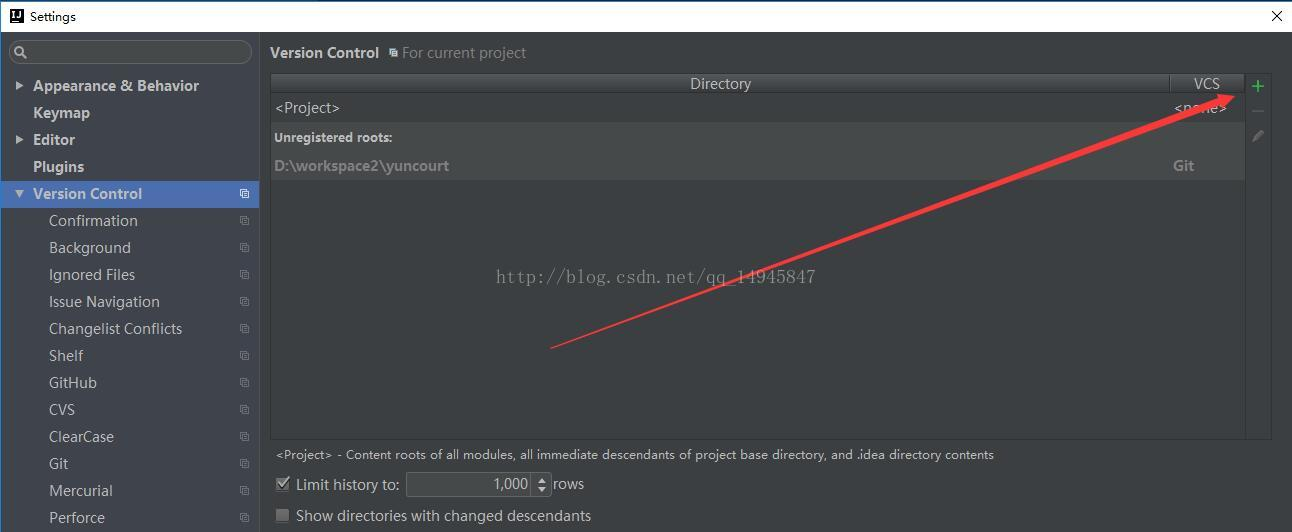 Settings
Version Control For current project
Appearance & Behavior
Keymap
Editor
Plugins
Version Control
Confirmation
Background
Ignored Files
Issue Navigation
Changelist Conflicts
Shelf
GitHub
CVS
ClearCase
Git
Mercurial
Perforce
Directory VCS
<Project> <none>
Unregistered roots:
D:\workspace2\yuncourt Git
http://blog.csdn.net/qq_14945847
<Project> - Content roots of all modules, all immediate descendants of project base directory, and .idea directory contents
Limit history to: 1,000 rows
Show directories with changed descendants